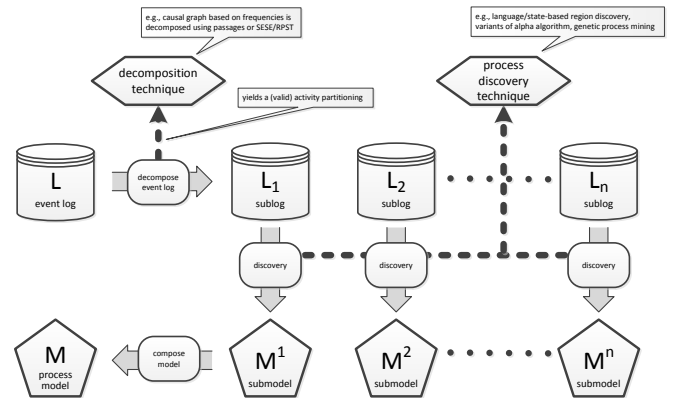 e.g., causal graph based on frequencies is
decomposed using passages or SESE/RPST
e.g., language/state-based region discovery,
variants of alpha algorithm, genetic process mining
decomposition
technique
process
discovery
technique
yields a (valid) activity partitioning
L
event log
decompose
event log
L1
sublog
L2
sublog
Ln
sublog
discovery
discovery
discovery
M
process
model
compose
model
M1
submodel
M2
submodel
Mn
submodel